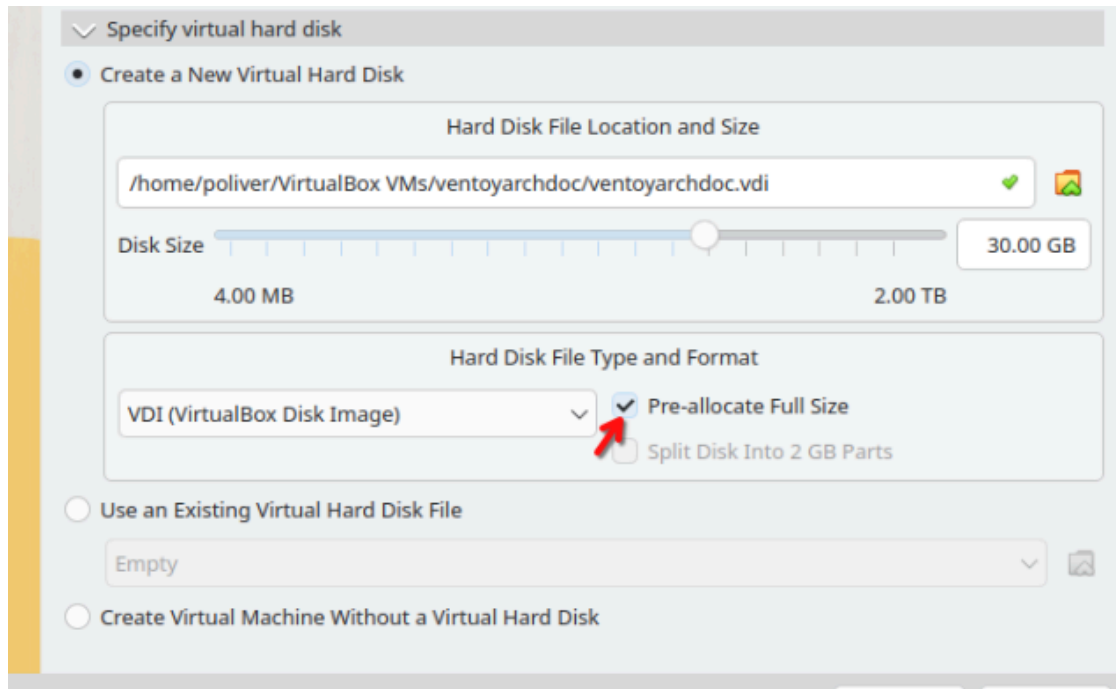 Specify virtual hard disk
Create a New Virtual Hard Disk
Hard Disk File Location and Size
/home/poliver/VirtualBox VMs/ventoyarchdoc/ventoyarchdoc.vdi
Disk Size
30.00 GB
4.00 MB
2.00 TB
Hard Disk File Type and Format
VDI (VirtualBox Disk Image)
Pre-allocate Full Size
Split Disk Into 2 GB Parts
Use an Existing Virtual Hard Disk File
Empty
Create Virtual Machine Without a Virtual Hard Disk